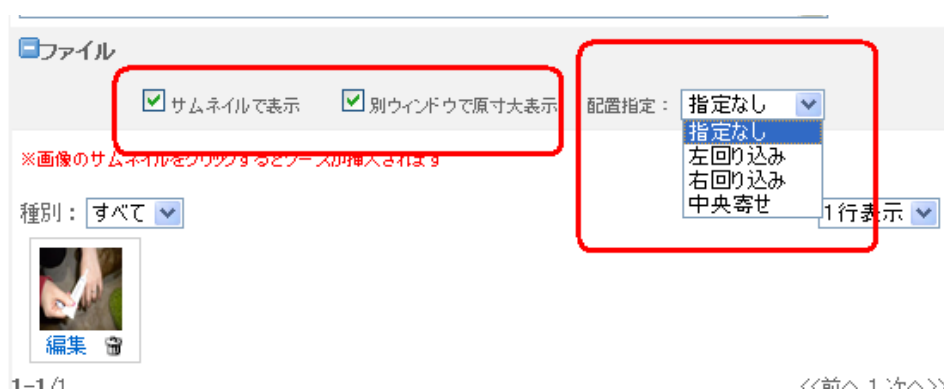 ファイル
サムネイルで表示 別ウィンドウで原寸大表示 配置指定： 指定なし
指定なし
左回り込み
右回り込み
中央寄せ
※画像のサムネイルをクリックするとソースが挿入されます
種別： すべて 1行表示
編集
1-1/1 <<前へ 1 次へ>>